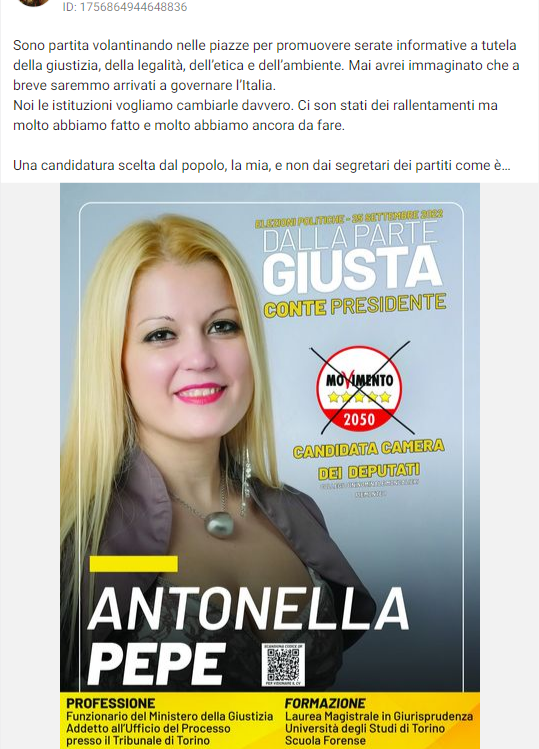 ID: 1756864944648836
Sono partita volantinando nelle piazze per promuovere serate informative a tutela
della giustizia, della legalità, dell'etica e dell'ambiente. Mai avrei immaginato che a
breve saremmo arrivati a governare l'Italia.
Noi le istituzioni vogliamo cambiarle davvero. Ci son stati dei rallentamenti ma
molto abbiamo fatto e molto abbiamo ancora da fare.
Una candidatura scelta dal popolo, la mia, e non dai segretari dei partiti come è…
ELEZIONI POLITICHE - 25 SETTEMBRE 2022
DALLA PARTE
GIUSTA
CONTE PRESIDENTE
MOVIMENTO
2050
CANDIDATA CAMERA
DEI DEPUTATI
ANTONELLA
PEPE
PROFESSIONE
Funzionario del Ministero della Giustizia
Addetto all'Ufficio del Processo
presso il Tribunale di Torino
FORMAZIONE
Laurea Magistrale in Giurisprudenza
Università degli Studi di Torino
Scuola Forense